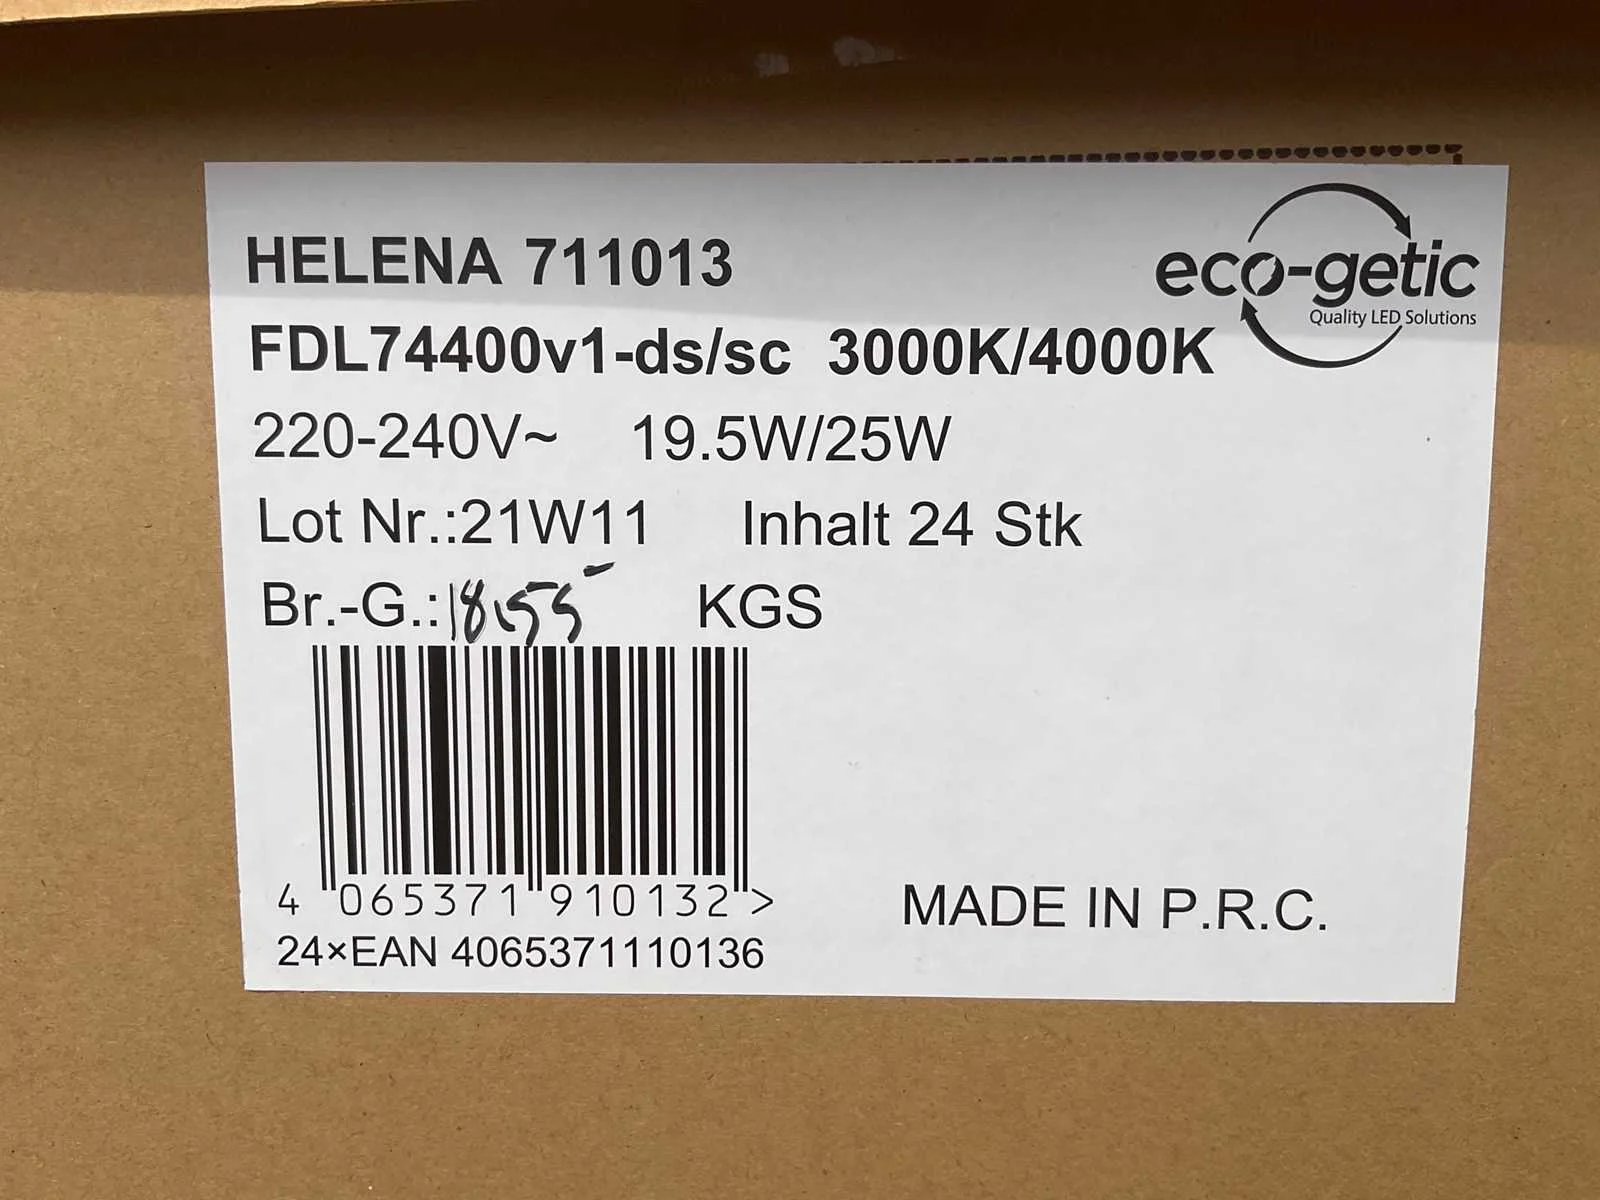 HELENA 711013
eco-getic
Quality LED Solutions
FDL74400v1-ds/sc 3000K/4000K
220-240V~ 19.5W/25W
Lot Nr.:21W11 Inhalt 24 Stk
Br.-G.:18,55 KGS
4 065371 910132 >
24×EAN 4065371110136
MADE IN P.R.C.